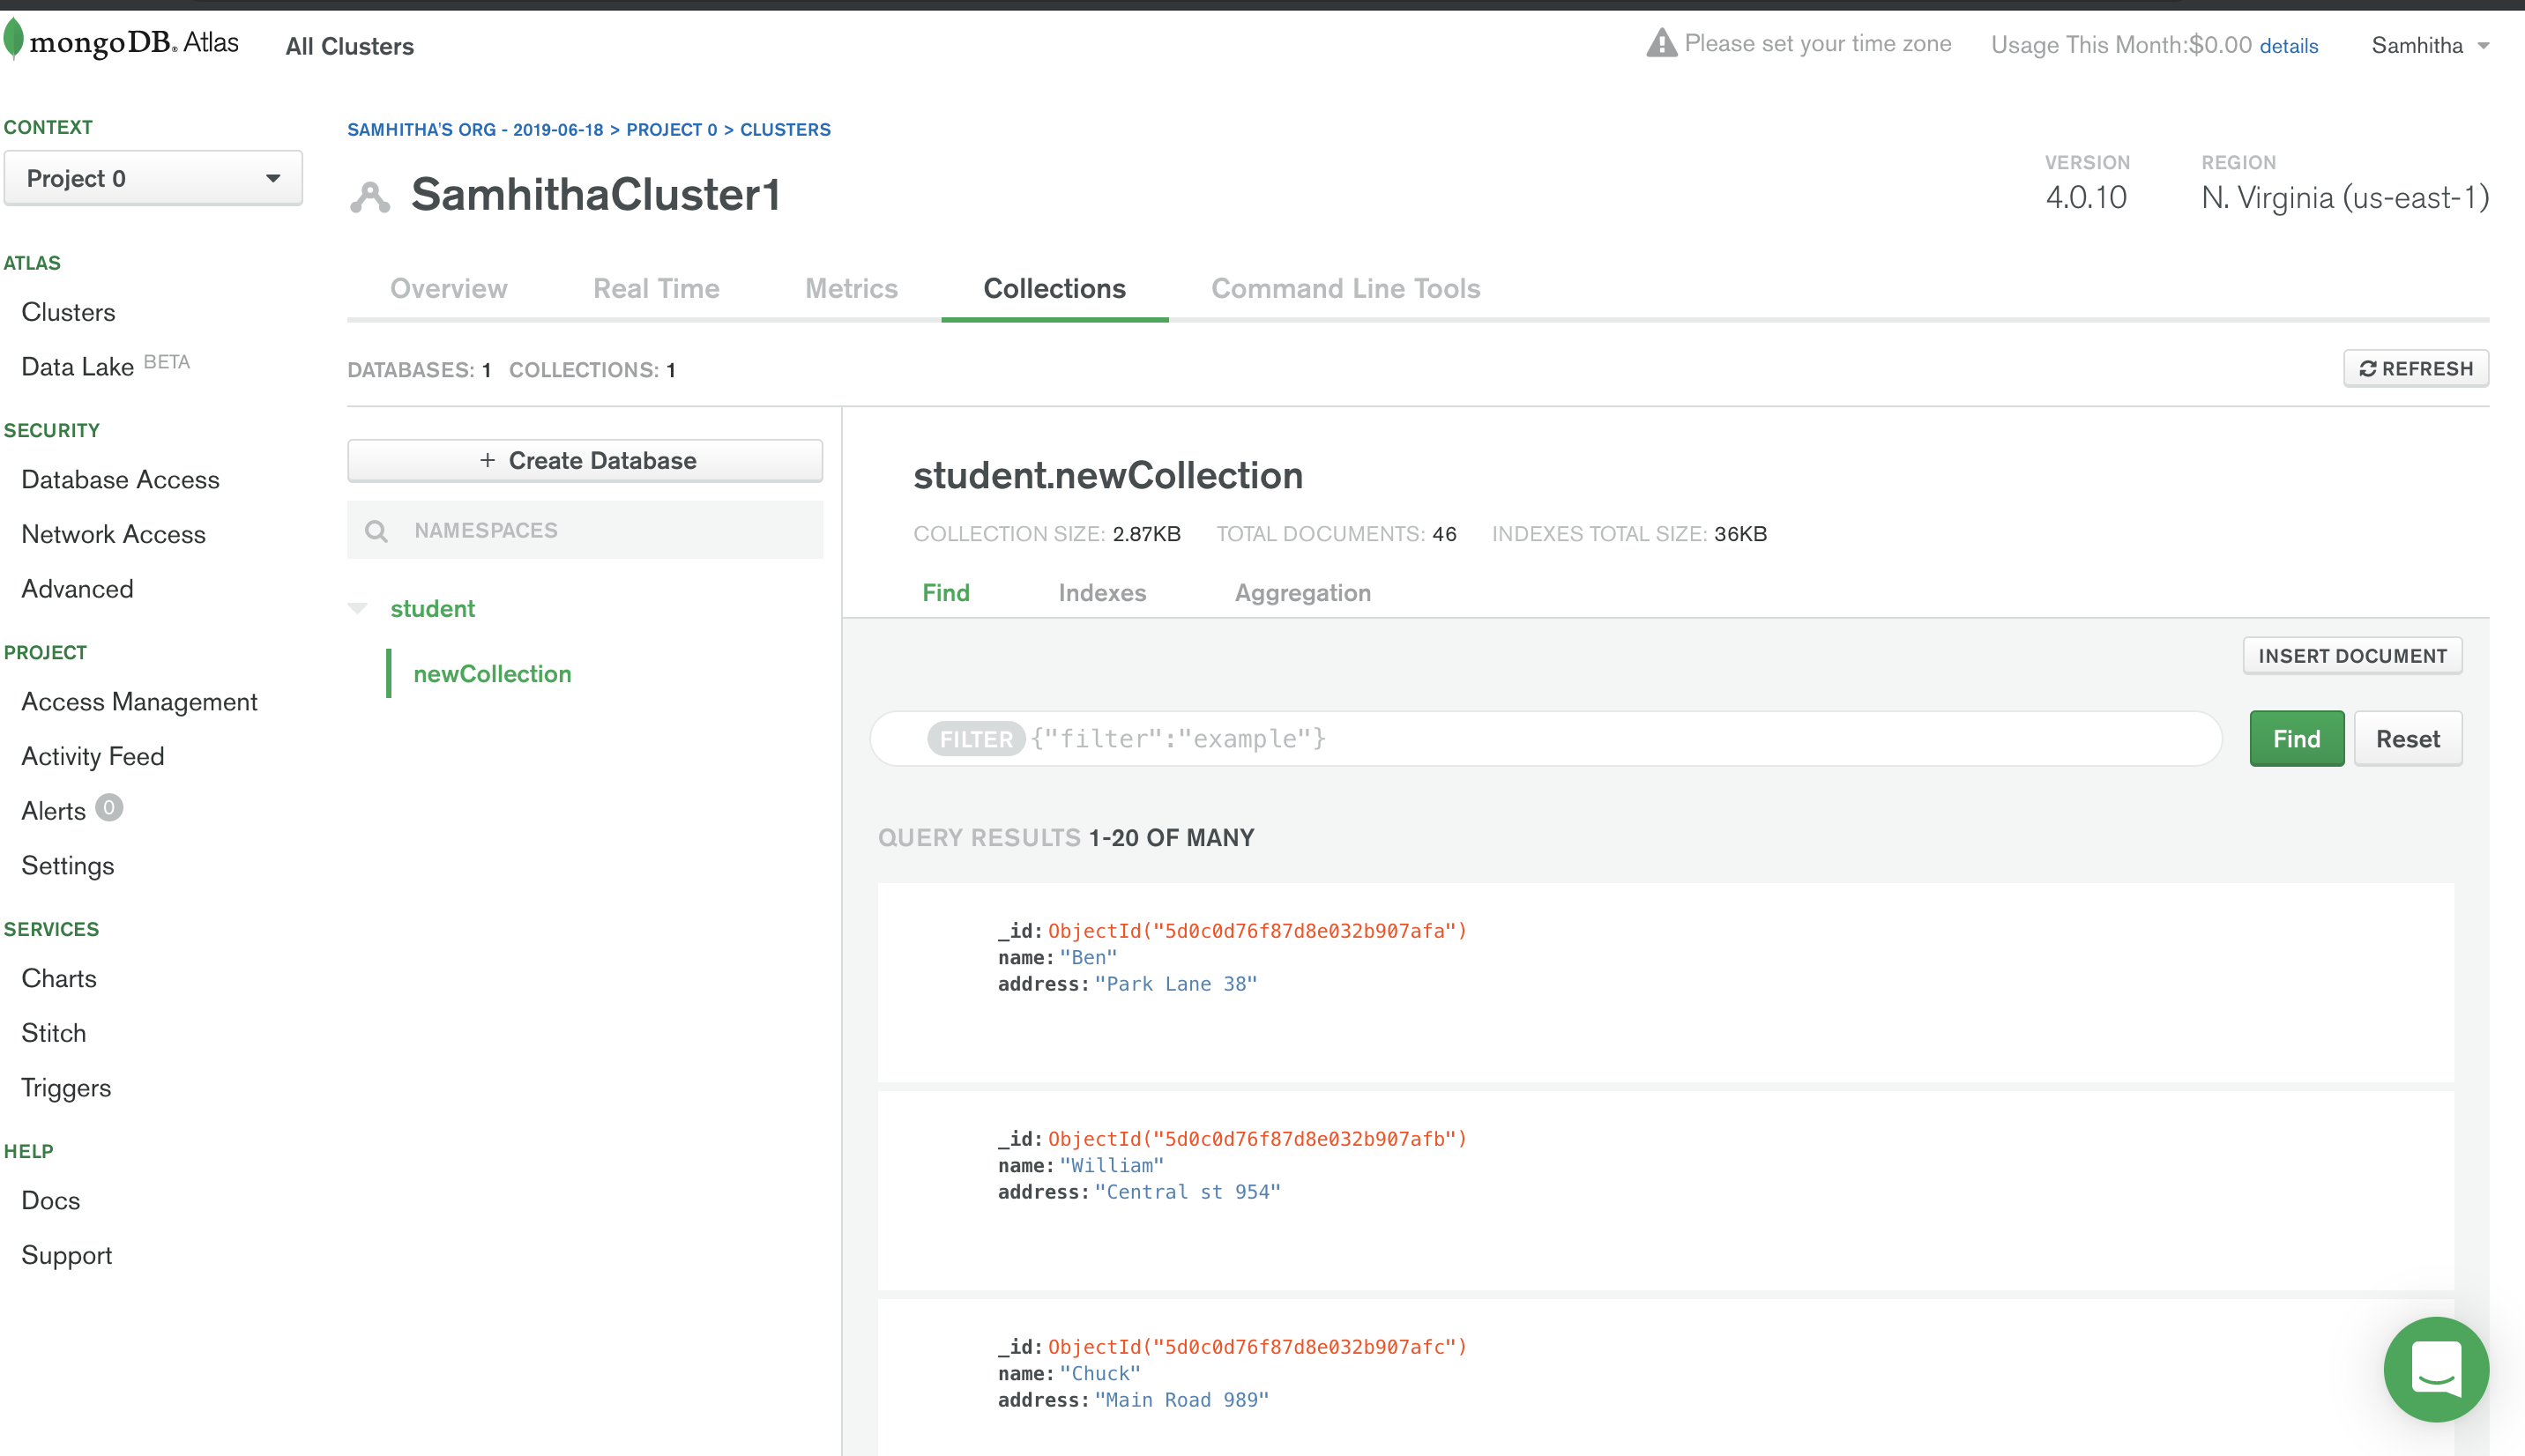 mongoDB. Atlas
All Clusters
Please set your time zone
Usage This Month:$0.00 details
Samhitha
CONTEXT
Project 0
ATLAS
Clusters
Data Lake BETA
SECURITY
Database Access
Network Access
Advanced
PROJECT
Access Management
Activity Feed
Alerts 0
Settings
SERVICES
Charts
Stitch
Triggers
HELP
Docs
Support
SAMHITHA'S ORG - 2019-06-18 > PROJECT 0 > CLUSTERS
SamhithaCluster1
VERSION
4.0.10
REGION
N. Virginia (us-east-1)
Overview
Real Time
Metrics
Collections
Command Line Tools
DATABASES: 1 COLLECTIONS: 1
REFRESH
+ Create Database
NAMESPACES
student
newCollection
student.newCollection
COLLECTION SIZE: 2.87KB TOTAL DOCUMENTS: 46 INDEXES TOTAL SIZE: 36KB
Find
Indexes
Aggregation
INSERT DOCUMENT
FILTER {"filter":"example"}
Find
Reset
QUERY RESULTS 1-20 OF MANY
_id: ObjectId("5d0c0d76f87d8e032b907afa")
name: "Ben"
address: "Park Lane 38"
_id: ObjectId("5d0c0d76f87d8e032b907afb")
name: "William"
address: "Central st 954"
_id: ObjectId("5d0c0d76f87d8e032b907afc")
name: "Chuck"
address: "Main Road 989"